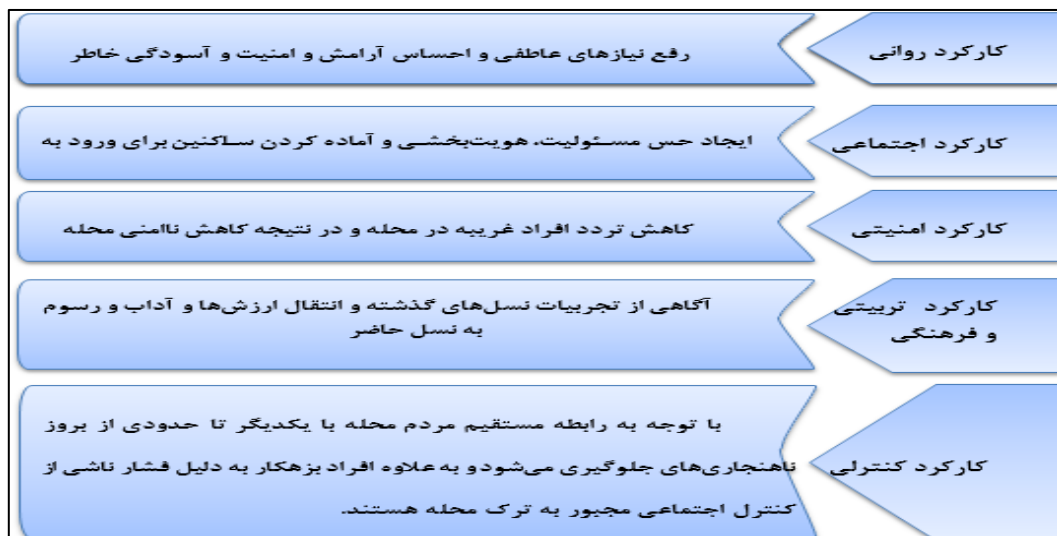 کارکرد روانی
رفع نیازهای عاطفی و احساس آرامش و امنیت و آسودگی خاطر
کارکرد اجتماعی
ایجاد حس مسئولیت، هویت‌بخشی و آماده کردن ساکنین برای ورود به
کارکرد امنیتی
کاهش تردد افراد غریبه در محله و در نتیجه کاهش ناامنی محله
کارکرد تربیتی
و فرهنگی
آگاهی از تجربیات نسل‌های گذشته و انتقال ارزش‌ها و آداب و رسوم
به نسل حاضر
کارکرد کنترلی
با توجه به رابطه مستقیم مردم محله با یکدیگر تا حدودی از بروز
ناهنجاری‌های جلوگیری می‌شود و به علاوه افراد بزهکار به دلیل فشار ناشی از
کنترل اجتماعی مجبور به ترک محله هستند.